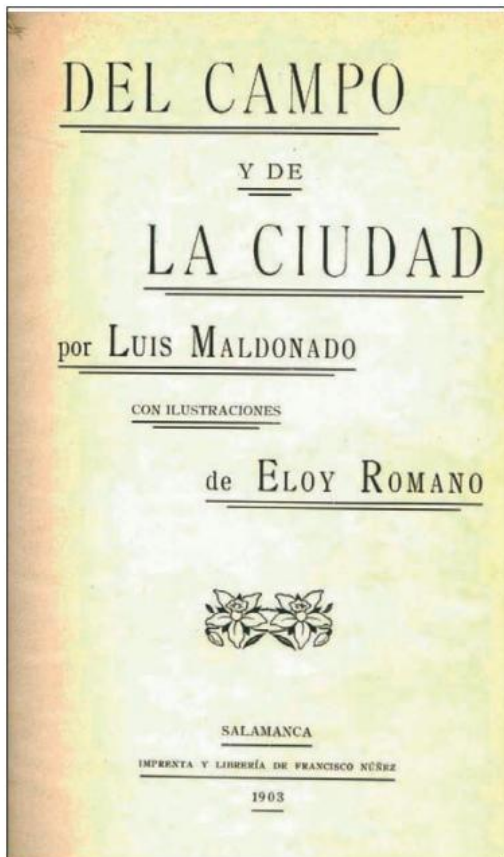 DEL CAMPO
Y DE
LA CIUDAD
por LUIS MALDONADO
CON ILUSTRACIONES
de ELOY ROMANO
SALAMANCA
IMPRENTA Y LIBRERÍA DE FRANCISCO NÚÑEZ
1903